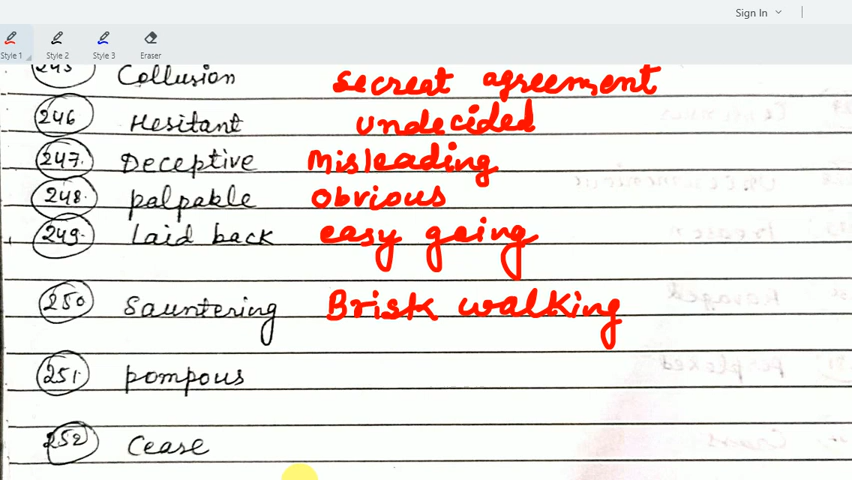 Sign In
Style 1 Style 2 Style 3 Eraser
245 Collusion secreat agreement
246 Hesitant undecided
247. Deceptive Misleading
248. palpable obvious
249. laid back easy going
250 Sauntering Brisk walking
251. pompous
252 Cease